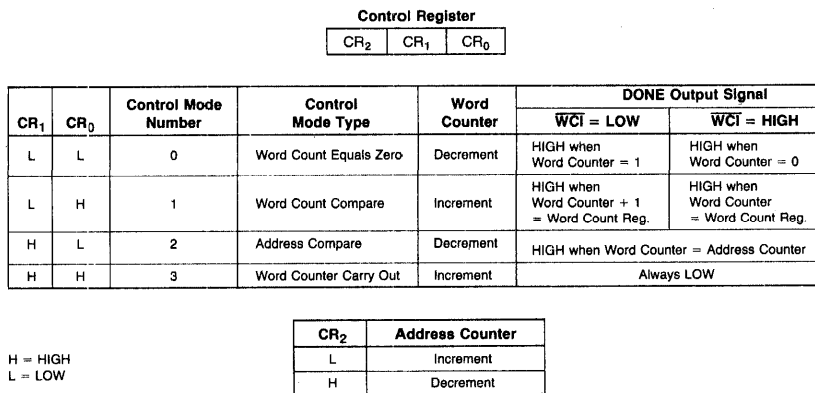 Control Register
CR2 CR1 CR0
CR1 CR0 Control Mode Number Control Mode Type Word Counter DONE Output Signal
WCI = LOW WCI = HIGH
L L 0 Word Count Equals Zero Decrement HIGH when Word Counter = 1 HIGH when Word Counter = 0
L H 1 Word Count Compare Increment HIGH when Word Counter + 1 = Word Count Reg. HIGH when Word Counter = Word Count Reg.
H L 2 Address Compare Decrement HIGH when Word Counter = Address Counter
H H 3 Word Counter Carry Out Increment Always LOW
H = HIGH
L = LOW
CR2 Address Counter
L Increment
H Decrement